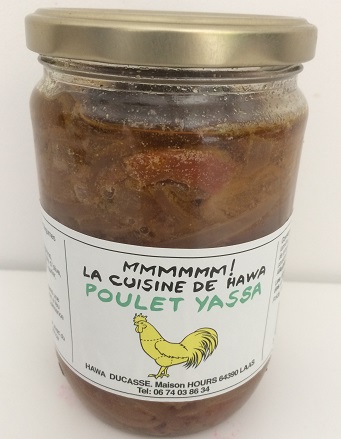 MMMMMM!
LA CUISINE DE HAWA
POULET YASSA
HAWA DUCASSE. Maison HOURS 64390 LAAS
Tel: 06 74 03 86 34